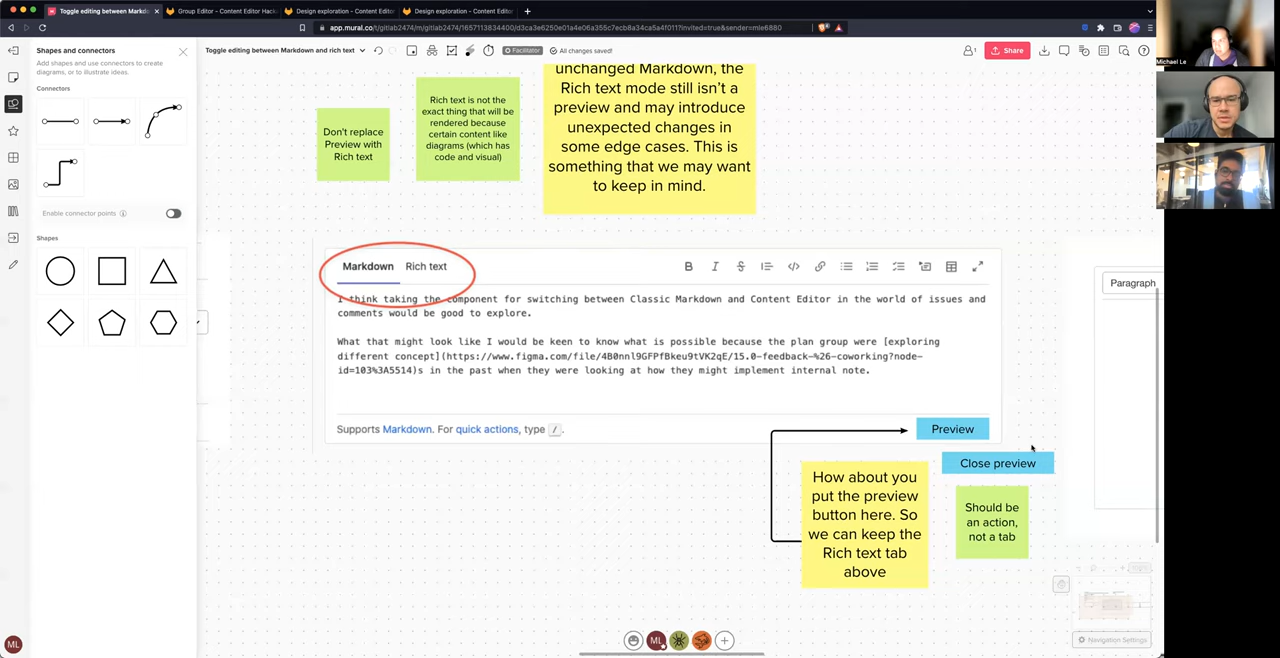 Toggle editing between Markdo
Group Editor - Content Editor Hack
Design exploration - Content Editor
Design exploration - Content Editor
app.mural.co/t/gitlab2474/m/gitlab2474/1657113834400/d3ca3e6250e01a4e06a355c7ecb8a34ca5a4f011?invited=true&sender=mle6880
Shapes and connectors
Add shapes and use connectors to create
diagrams, or to illustrate ideas.
Connectors
Enable connector points
Shapes
Toggle editing between Markdown and rich text
Facilitator
All changes saved!
1
Share
Michael Le
Don't replace
Preview with
Rich text
Rich text is not the
exact thing that will be
rendered because
certain content like
diagrams (which has
code and visual)
unchanged Markdown, the
Rich text mode still isn't a
preview and may introduce
unexpected changes in
some edge cases. This is
something that we may want
to keep in mind.
Markdown Rich text
I think taking the component for switching between Classic Markdown and Content Editor in the world of issues and
comments would be good to explore.
What that might look like I would be keen to know what is possible because the plan group were [exploring
different concept](https://www.figma.com/file/4B0nnl9GFPfBkeu9tVK2qE/15.0-feedback-%26-coworking?node-
id=103%3A5514)s in the past when they were looking at how they might implement internal note.
Supports Markdown. For quick actions, type /.
Preview
Close preview
How about you
put the preview
button here. So
we can keep the
Rich text tab
above
Should be
an action,
not a tab
Paragraph
ML
ML
Navigation Settings